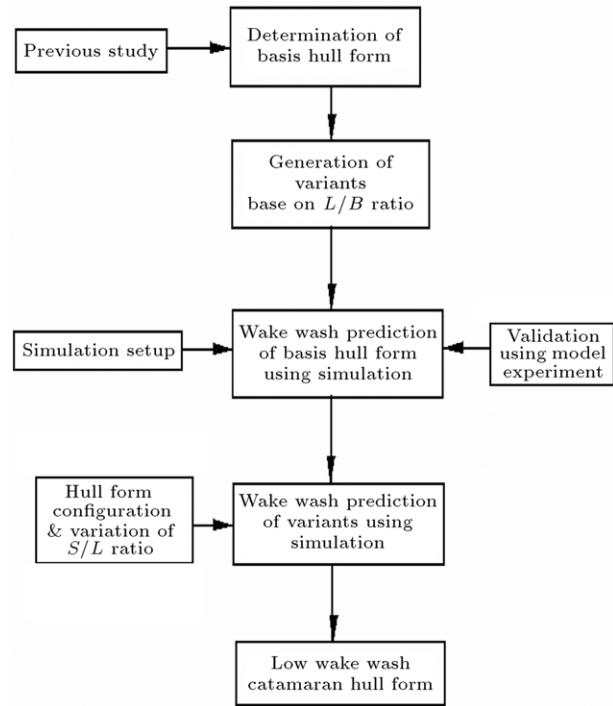 Previous study
Determination of
basis hull form
Generation of
variants
base on L/B ratio
Simulation setup
Wake wash prediction
of basis hull form
using simulation
Validation
using model
experiment
Hull form
configuration
& variation of
S/L ratio
Wake wash prediction
of variants using
simulation
Low wake wash
catamaran hull form